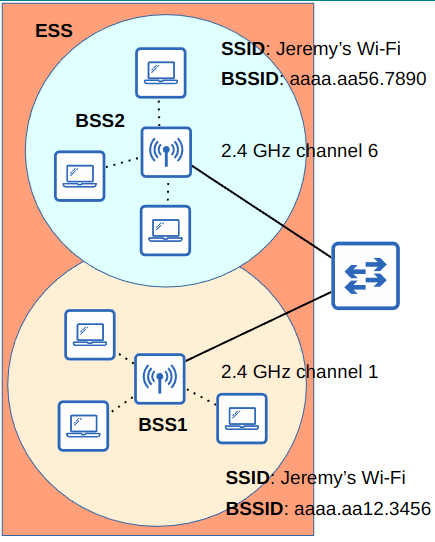 ESS
SSID: Jeremy’s Wi-Fi
BSSID: aaaa.aa56.7890
BSS2
2.4 GHz channel 6
2.4 GHz channel 1
BSS1
SSID: Jeremy’s Wi-Fi
BSSID: aaaa.aa12.3456